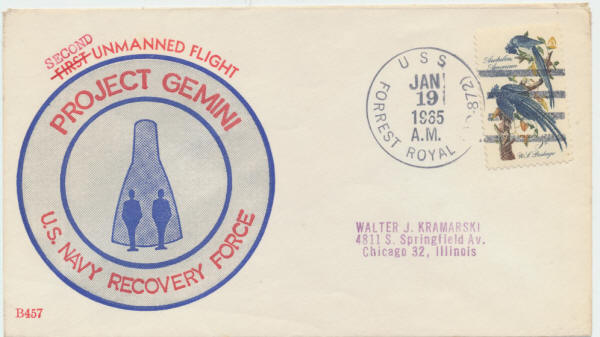 SECOND
FIRST UNMANNED FLIGHT
PROJECT GEMINI
U.S. NAVY RECOVERY FORCE
B457
USS
JAN
19
1965
A.M.
FORREST ROYAL
872)
Audubon
American
U.S. Postage
WALTER J. KRAMARSKI
4811 S. Springfield Av.
Chicago 32, Illinois